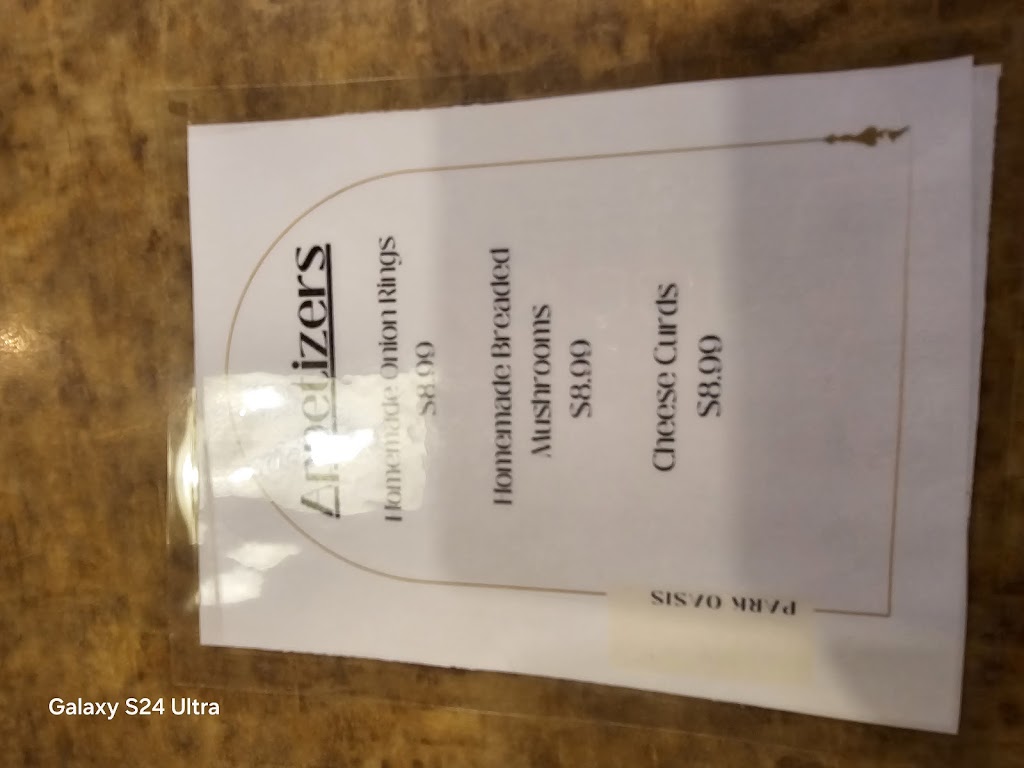 Appetizers
Homemade Onion Rings
$8.99
Homemade Breaded
Mushrooms
$8.99
Cheese Curds
$8.99
PARK OASIS
Galaxy S24 Ultra